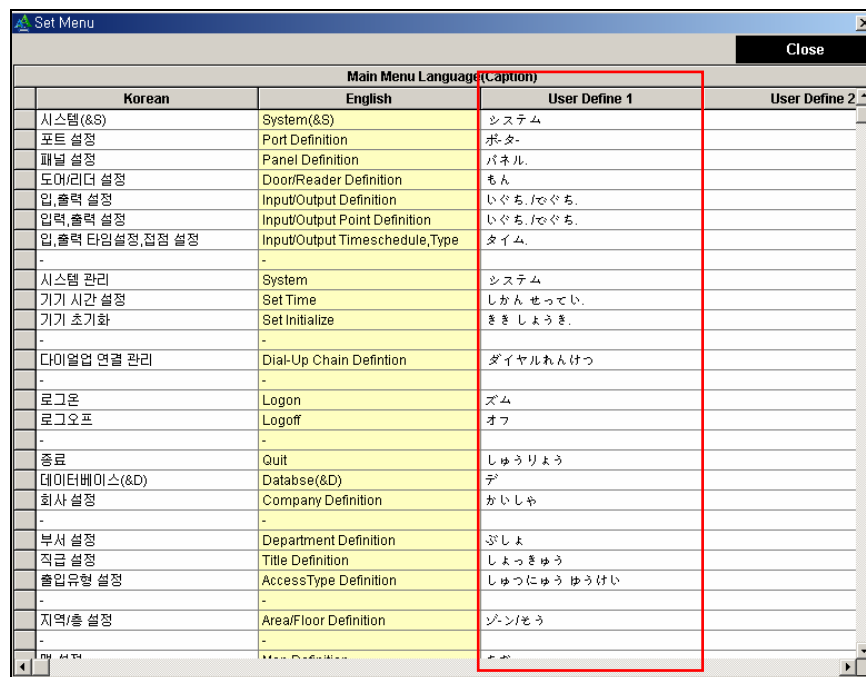 Set Menu
Close
Main Menu Language(Caption)
Korean English User Define 1 User Define 2
시스템(&S) System(&S) システム
포트 설정 Port Definition ポ-タ-
패널 설정 Panel Definition パネル.
도어/리더 설정 Door/Reader Definition もん
입,출력 설정 Input/Output Definition いぐち./でぐち.
입력,출력 설정 Input/Output Point Definition いぐち./でぐち.
입,출력 타임설정,접점 설정 Input/Output Timeschedule,Type タイム.
- -
시스템 관리 System システム
기기 시간 설정 Set Time しかん せってい.
기기 초기화 Set Initialize きき しょうき.
- -
다이얼업 연결 관리 Dial-Up Chain Defintion ダイヤルれんけつ
- -
로그온 Logon ズム
로그오프 Logoff オフ
- -
종료 Quit しゅうりょう
데이터베이스(&D) Databse(&D) デ
회사 설정 Company Definition かいしゃ
- -
부서 설정 Department Definition ぶしょ
직급 설정 Title Definition しょっきゅう
출입유형 설정 AccessType Definition しゅつにゅう ゆうけい
- -
지역/층 설정 Area/Floor Definition ゾ-ン/そう
- -
맵 설정 Map Definition